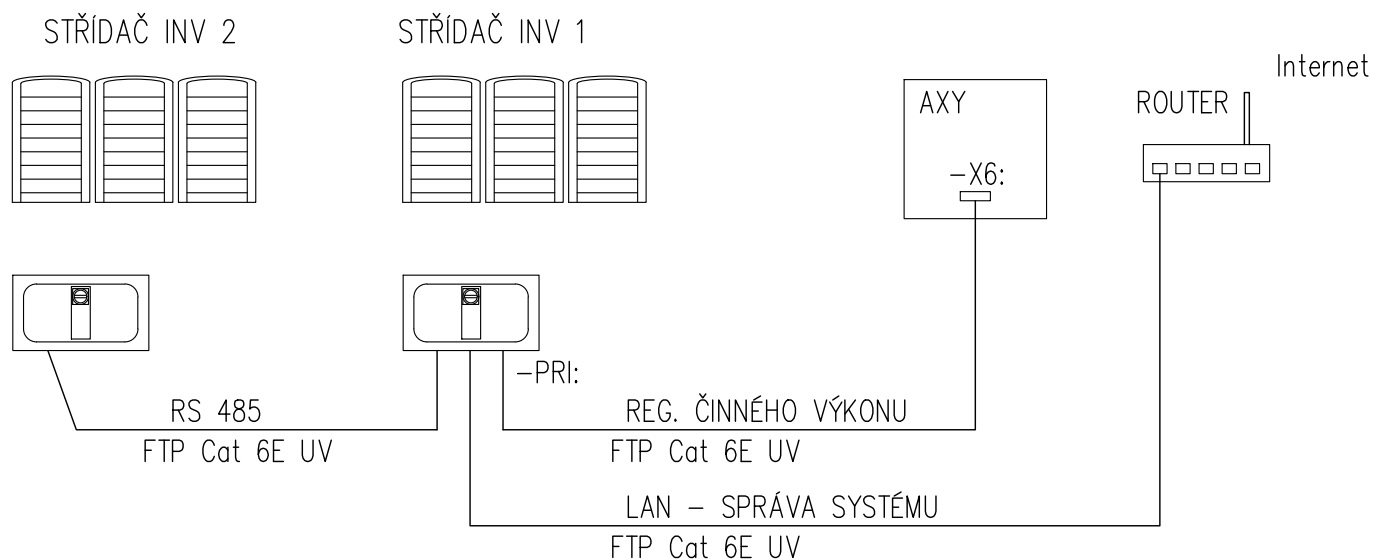 STŘÍDAČ INV 2
STŘÍDAČ INV 1
Internet
AXY
ROUTER
-X6:
-PRI:
RS 485
REG. ČINNÉHO VÝKONU
FTP Cat 6E UV
FTP Cat 6E UV
LAN - SPRÁVA SYSTÉMU
FTP Cat 6E UV